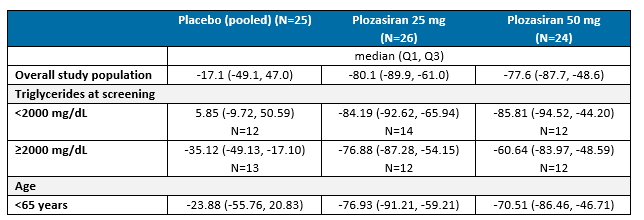 Placebo (pooled) (N=25) Plozasiran 25 mg Plozasiran 50 mg
(N=26) (N=24)
median (Q1, Q3)
Overall study population -17.1 (-49.1, 47.0) -80.1 (-89.9, -61.0) -77.6 (-87.7, -48.6)
Triglycerides at screening
<2000 mg/dL 5.85 (-9.72, 50.59) -84.19 (-92.62, -65.94) -85.81 (-94.52, -44.20)
N=12 N=14 N=12
≥2000 mg/dL -35.12 (-49.13, -17.10) -76.88 (-87.28, -54.15) -60.64 (-83.97, -48.59)
N=13 N=12 N=12
Age
<65 years -23.88 (-55.76, 20.83) -76.93 (-91.21, -59.21) -70.51 (-86.46, -46.71)